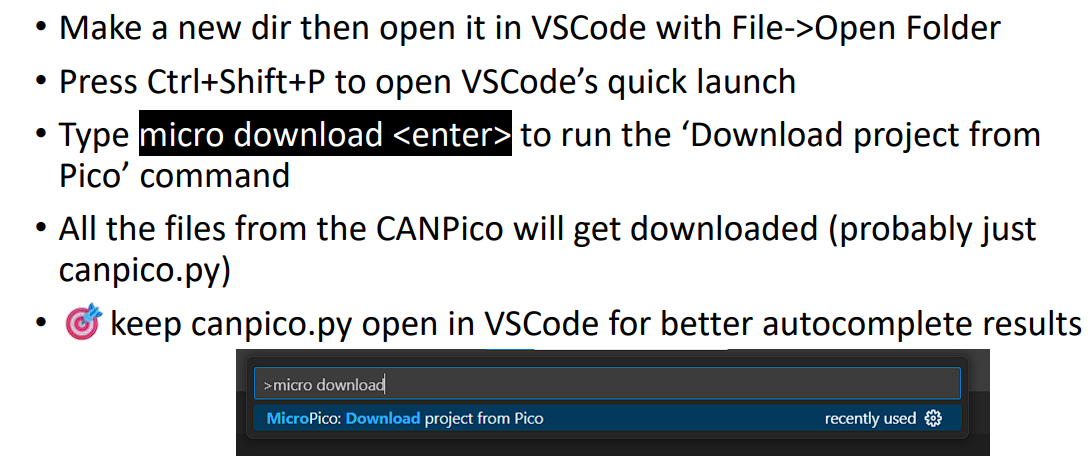 • Make a new dir then open it in VSCode with File->Open Folder
• Press Ctrl+Shift+P to open VSCode’s quick launch
• Type micro download <enter> to run the ‘Download project from
Pico’ command
• All the files from the CANPico will get downloaded (probably just
canpico.py)
• 🎯 keep canpico.py open in VSCode for better autocomplete results
>micro download
MicroPico: Download project from Pico recently used